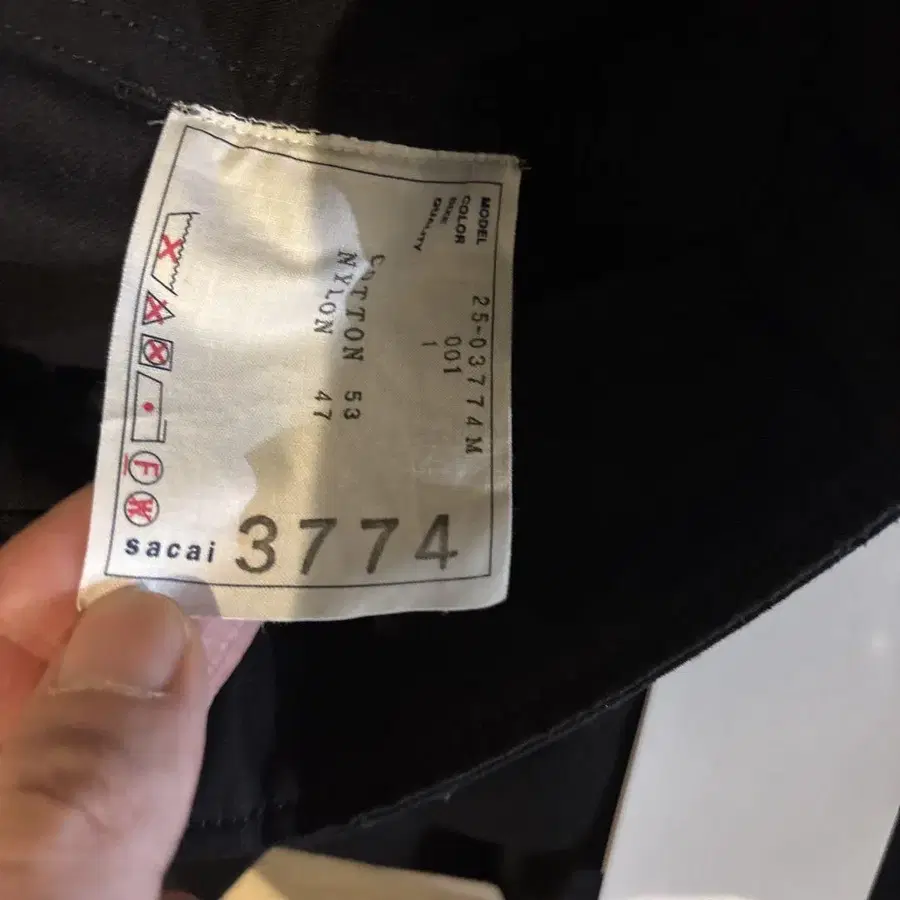 MODEL 25-03774M
COLOR 001
SIZE 1
QUALITY
COTTON 53
NYLON 47
F
W
sacai 3774